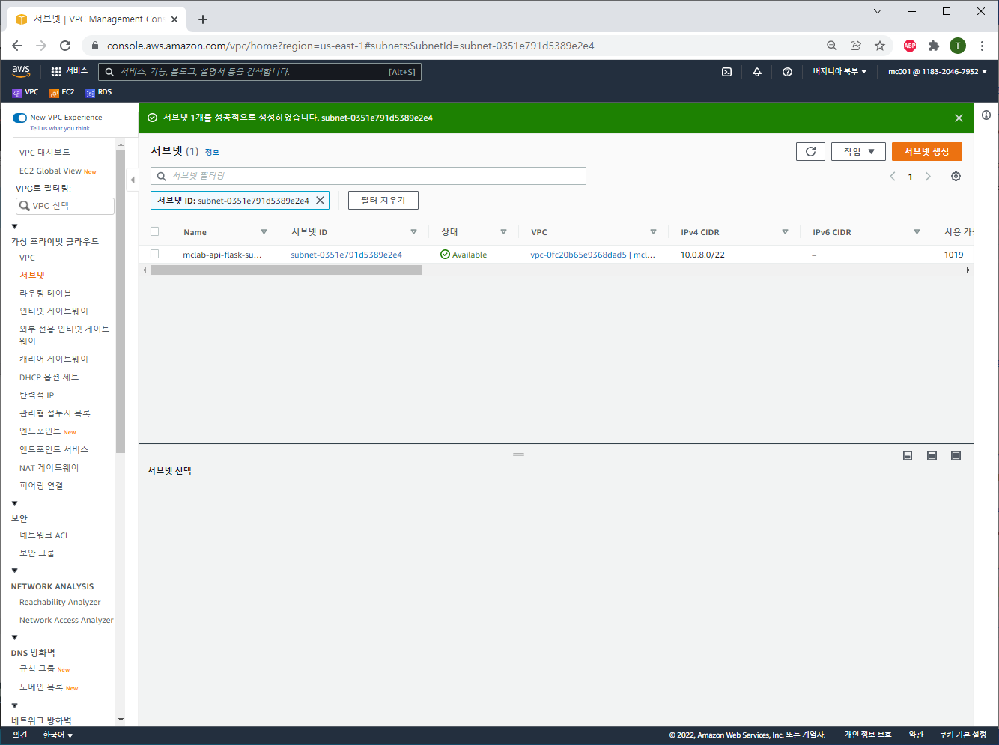 서브넷 | VPC Management Con
console.aws.amazon.com/vpc/home?region=us-east-1#subnets:SubnetId=subnet-0351e791d5389e2e4
ABP
T
aws
서비스
서비스, 기능, 블로그, 설명서 등을 검색합니다. [Alt+S]
버지니아 북부
mc001 @ 1183-2046-7932
VPC
EC2
RDS
New VPC Experience
Tell us what you think
VPC 대시보드
EC2 Global View New
VPC로 필터링:
VPC 선택
가상 프라이빗 클라우드
VPC
서브넷
라우팅 테이블
인터넷 게이트웨이
외부 전용 인터넷 게이트
웨이
캐리어 게이트웨이
DHCP 옵션 세트
탄력적 IP
관리형 접두사 목록
엔드포인트 New
엔드포인트 서비스
NAT 게이트웨이
피어링 연결
보안
네트워크 ACL
보안 그룹
NETWORK ANALYSIS
Reachability Analyzer
Network Access Analyzer
DNS 방화벽
규칙 그룹 New
도메인 목록 New
네트워크 방화벽
서브넷 1개를 성공적으로 생성하였습니다. subnet-0351e791d5389e2e4
서브넷 (1) 정보
작업
서브넷 생성
서브넷 필터링
1
서브넷 ID: subnet-0351e791d5389e2e4
필터 지우기
Name 서브넷 ID 상태 VPC IPv4 CIDR IPv6 CIDR 사용 가능
mclab-api-flask-su... subnet-0351e791d5389e2e4 Available vpc-0fc20b65e9368dad5 | mcl... 10.0.8.0/22 – 1019
서브넷 선택
의견
한국어
© 2022, Amazon Web Services, Inc. 또는 계열사.
개인 정보 보호
약관
쿠키 기본 설정